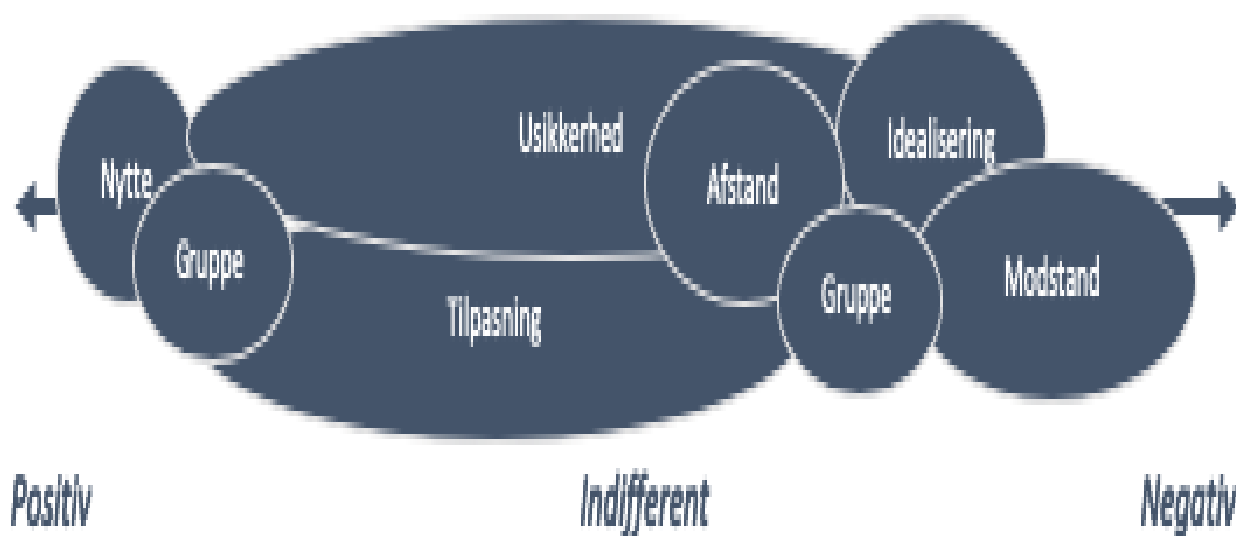 Usikkerhed
Idealisering
Nytte
Afstand
Gruppe
Modstand
Gruppe
Tilpasning
Positiv
Indifferent
Negativ